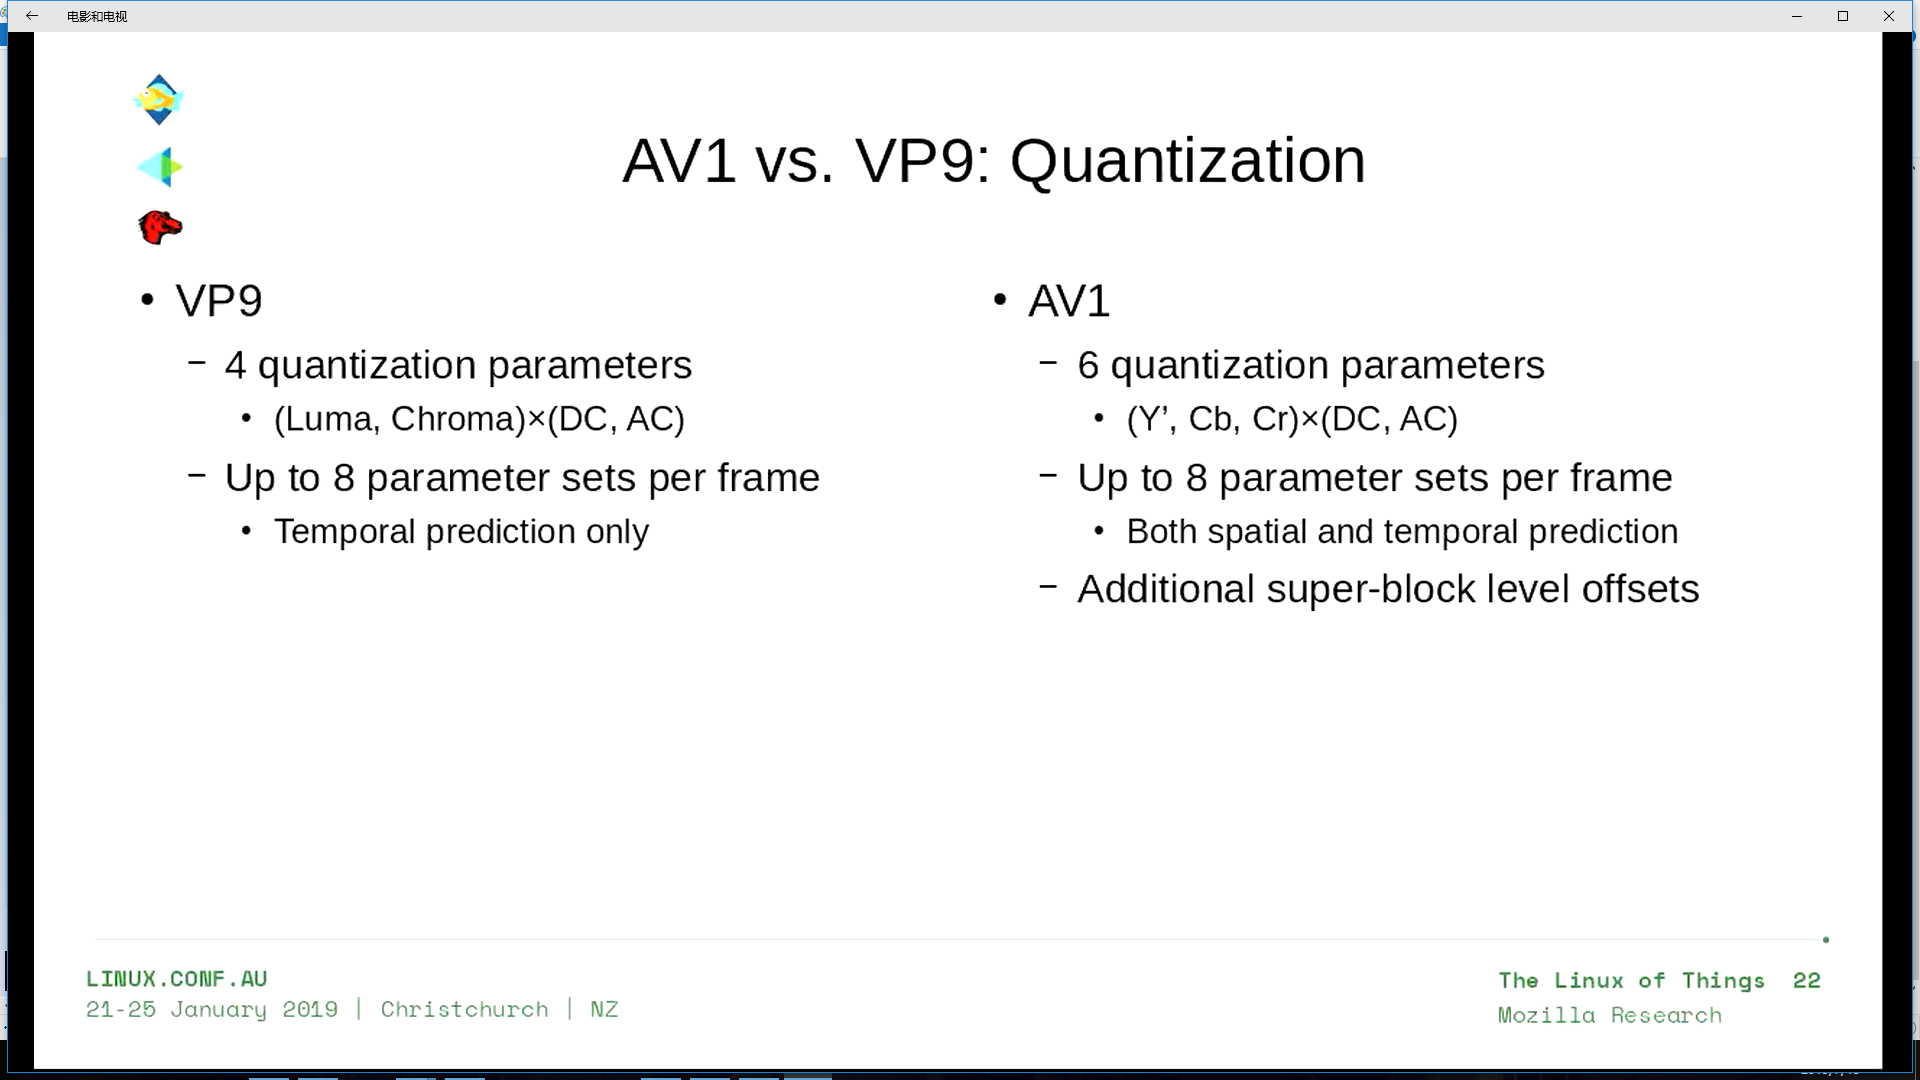 电影和电视
AV1 vs. VP9: Quantization
• VP9
– 4 quantization parameters
• (Luma, Chroma)×(DC, AC)
– Up to 8 parameter sets per frame
• Temporal prediction only
• AV1
– 6 quantization parameters
• (Y’, Cb, Cr)×(DC, AC)
– Up to 8 parameter sets per frame
• Both spatial and temporal prediction
– Additional super-block level offsets
LINUX.CONF.AU
21-25 January 2019 | Christchurch | NZ
The Linux of Things 22
Mozilla Research